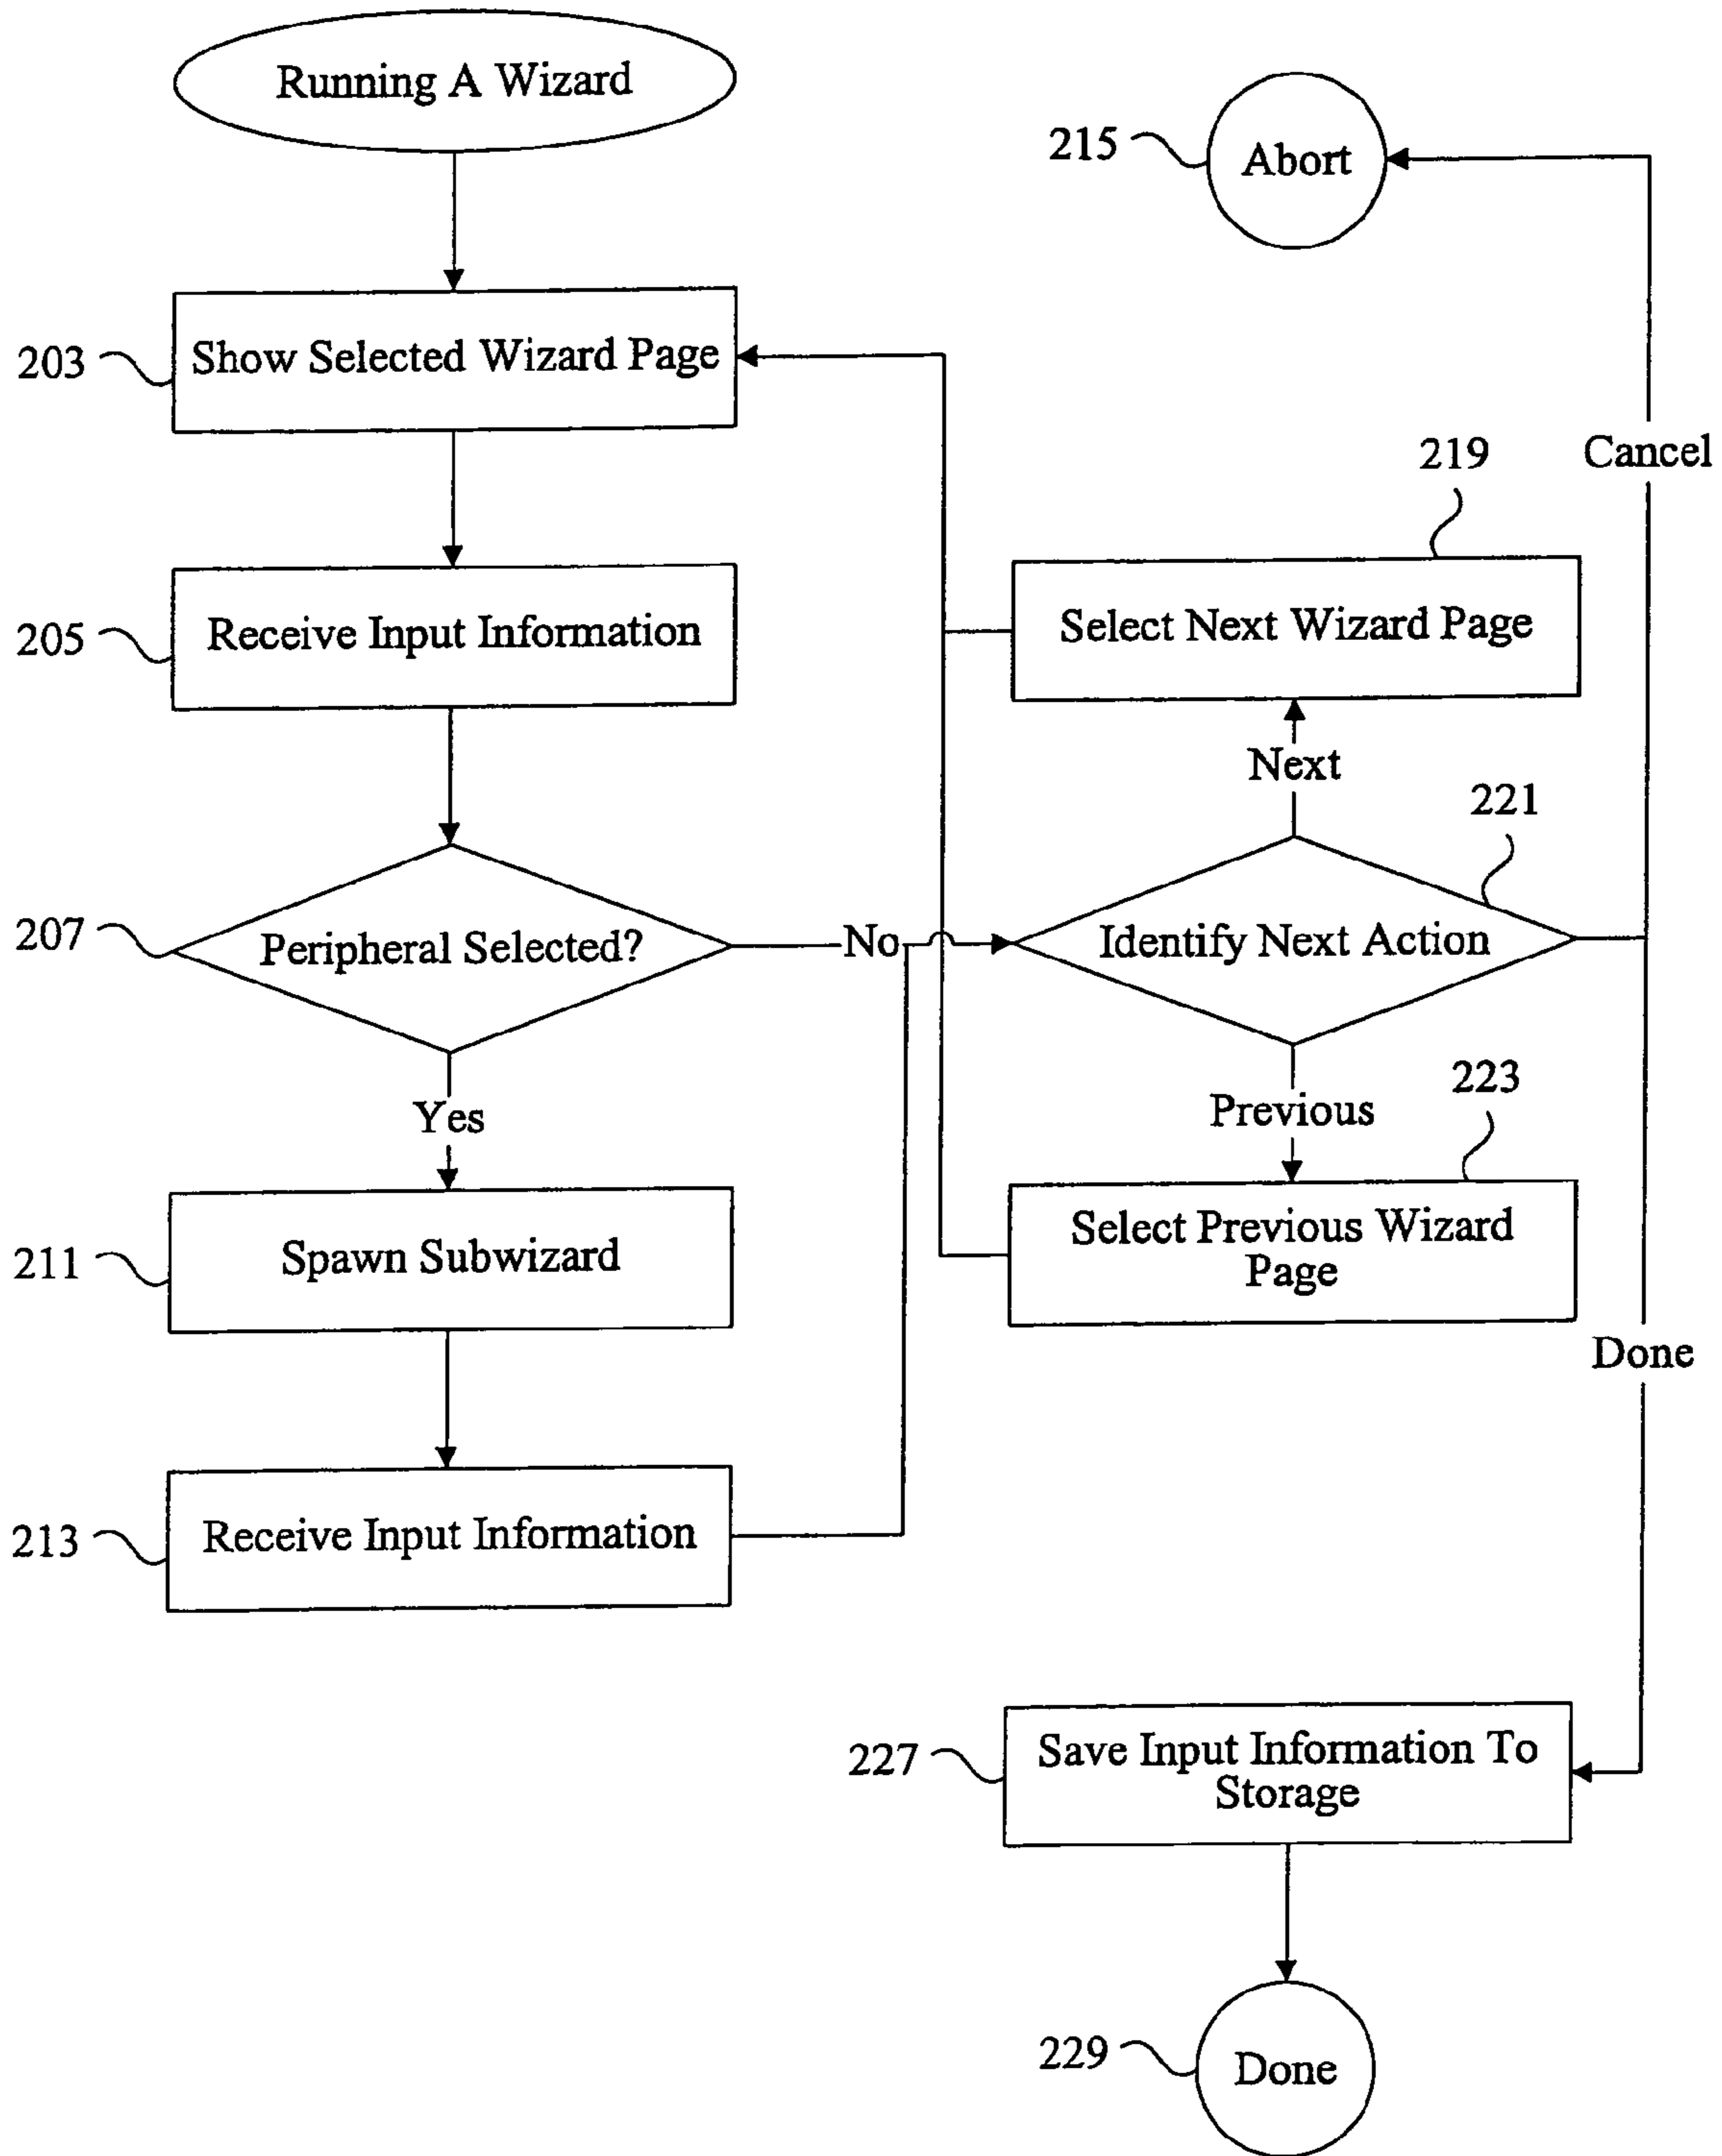 Running A Wizard
215
Abort
203
Show Selected Wizard Page
219
Cancel
205
Receive Input Information
Select Next Wizard Page
Next
221
207
Peripheral Selected?
No
Identify Next Action
Yes
Previous
223
211
Spawn Subwizard
Select Previous Wizard
Page
Done
213
Receive Input Information
227
Save Input Information To
Storage
229
Done